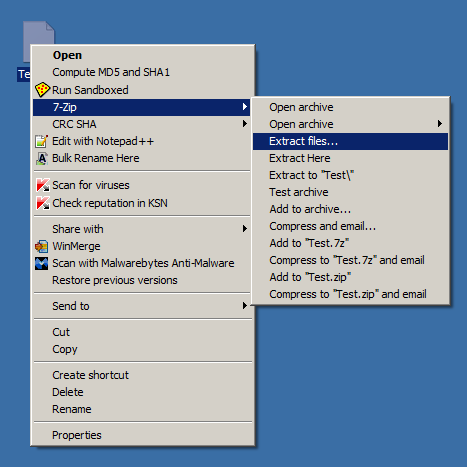 Te
Open
Compute MD5 and SHA1
Run Sandboxed
7-Zip
CRC SHA
Edit with Notepad++
Bulk Rename Here
Scan for viruses
Check reputation in KSN
Share with
WinMerge
Scan with Malwarebytes Anti-Malware
Restore previous versions
Send to
Cut
Copy
Create shortcut
Delete
Rename
Properties
Open archive
Open archive
Extract files...
Extract Here
Extract to "Test\"
Test archive
Add to archive...
Compress and email...
Add to "Test.7z"
Compress to "Test.7z" and email
Add to "Test.zip"
Compress to "Test.zip" and email